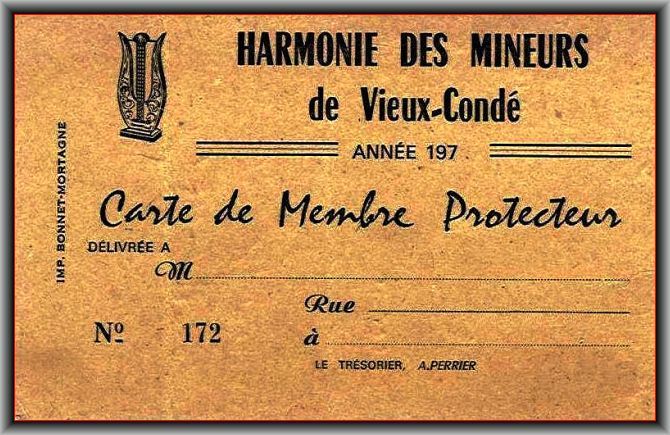 HARMONIE DES MINEURS
de Vieux-Condé
ANNÉE 197
Carte de Membre Protecteur
DÉLIVRÉE A
M
Rue
Nº 172
à
LE TRÉSORIER, A.PERRIER
IMP. BONNET-MORTAGNE